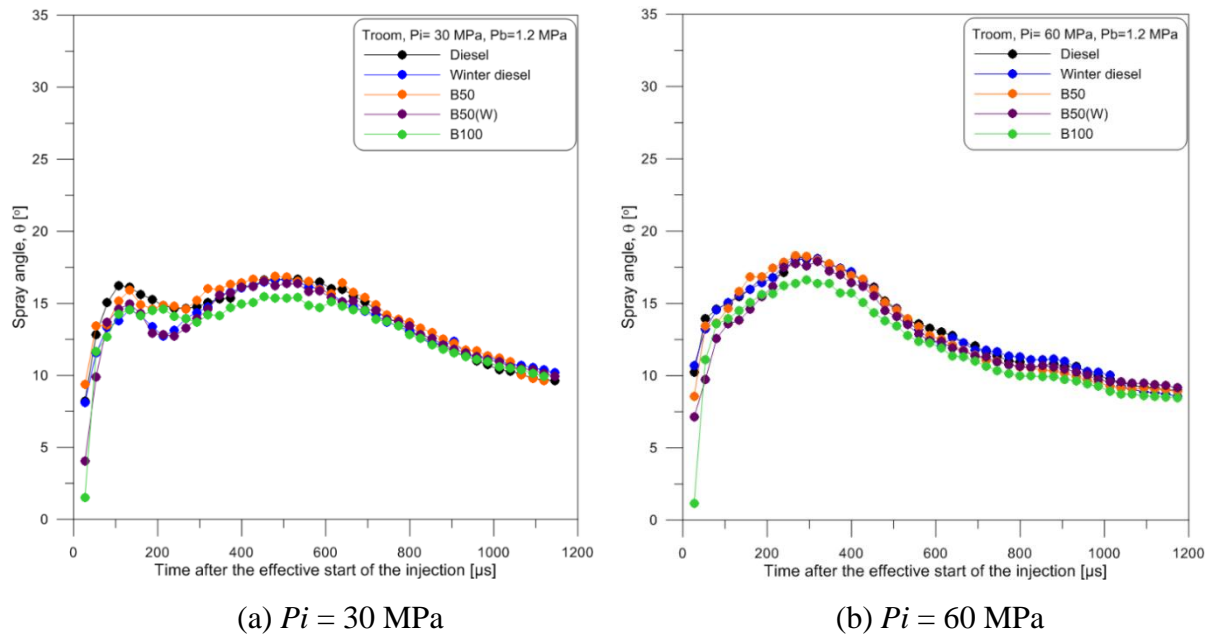 35
30
25
20
15
10
5
0
Spray angle, θ [º]
Troom, Pi= 30 MPa, Pb=1.2 MPa
Diesel
Winter diesel
B50
B50(W)
B100
0 200 400 600 800 1000 1200
Time after the effective start of the injection [µs]
(a) Pi = 30 MPa
35
30
25
20
15
10
5
0
Spray angle, θ [º]
Troom, Pi= 60 MPa, Pb=1.2 MPa
Diesel
Winter diesel
B50
B50(W)
B100
0 200 400 600 800 1000 1200
Time after the effective start of the injection [µs]
(b) Pi = 60 MPa